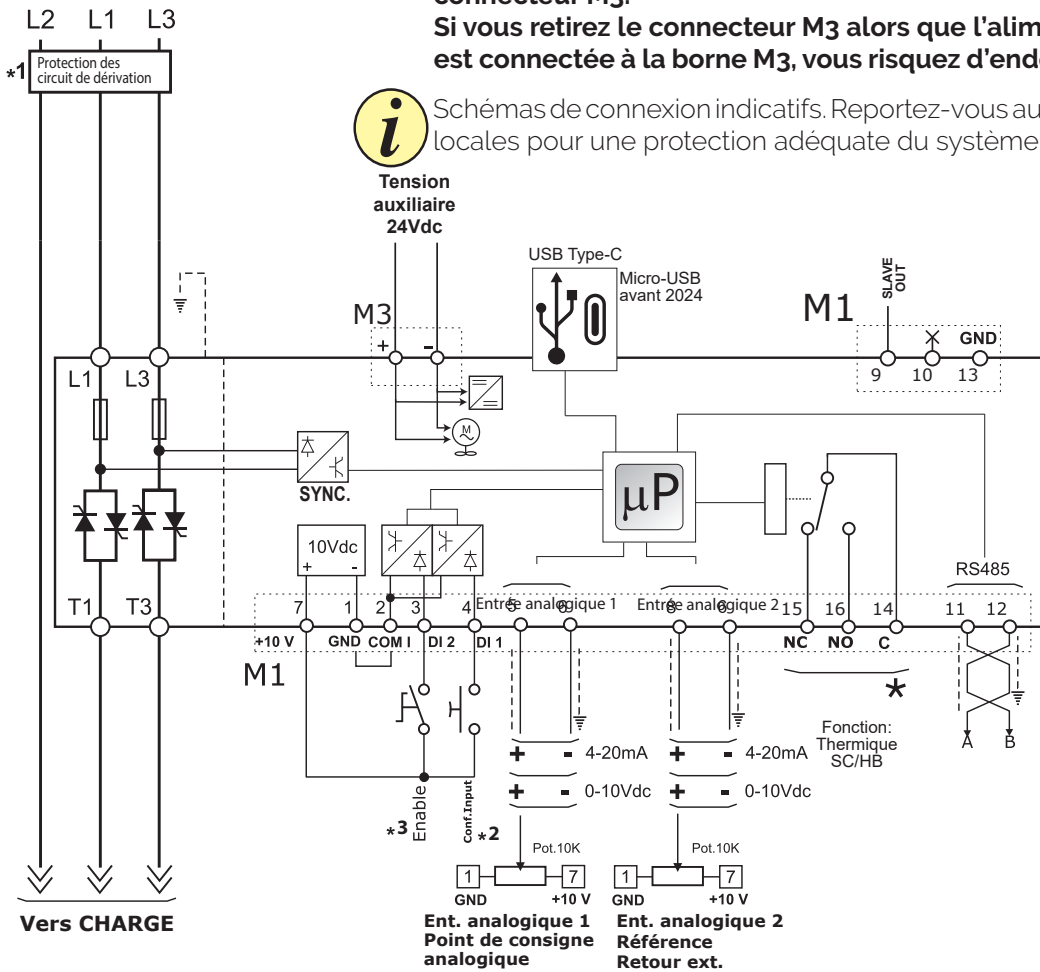 connecteur M3.
Si vous retirez le connecteur M3 alors que l'alim
est connectée à la borne M3, vous risquez d'end
Schémas de connexion indicatifs. Reportez-vous au
locales pour une protection adéquate du système
L2 L1 L3
*1 Protection des
circuit de dérivation
Tension
auxiliaire
24Vdc
USB Type-C
Micro-USB
avant 2024
M3
+ -
M1
SLAVE
OUT
GND
9 10 13
L1 L3
M
SYNC.
µP
10Vdc
+ -
RS485
T1 T3
7 1 2 3 4 5 6 8 6 15 16 14 11 12
Entrée analogique 1 Entrée analogique 2
+10 V GND COM I DI 2 DI 1 NC NO C
M1
*
Fonction:
Thermique
SC/HB
A B
+ - 4-20mA + - 4-20mA
+ - 0-10Vdc + - 0-10Vdc
*3 Enable
Conf.Input *2
Pot.10K Pot.10K
1 7 1 7
GND +10 V GND +10 V
Vers CHARGE
Ent. analogique 1
Point de consigne
analogique
Ent. analogique 2
Référence
Retour ext.